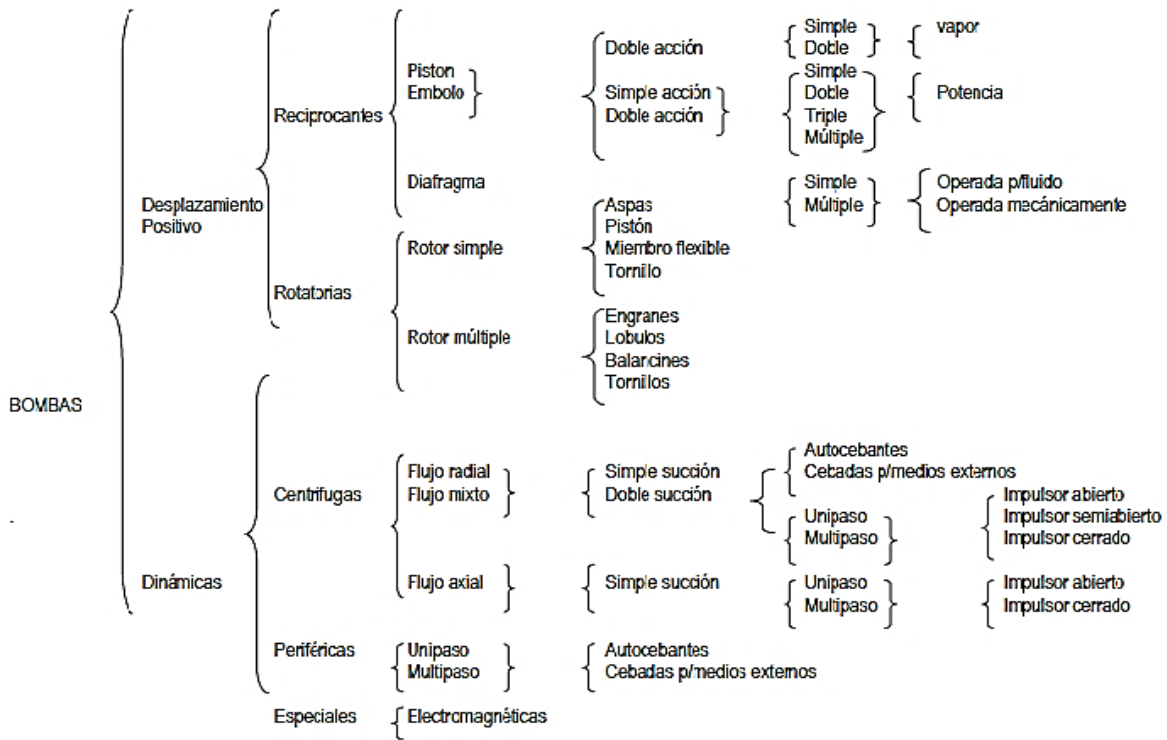 BOMBAS
Desplazamiento
Positivo
Reciprocantes
Piston
Embolo
Doble acción
Simple
Doble
vapor
Simple acción
Doble acción
Simple
Doble
Triple
Múltiple
Potencia
Diafragma
Simple
Múltiple
Operada p/fluido
Operada mecánicamente
Rotatorias
Rotor simple
Aspas
Pistón
Miembro flexible
Tornillo
Rotor múltiple
Engranes
Lobulos
Balancines
Tornillos
Dinámicas
Centrifugas
Flujo radial
Flujo mixto
Simple succión
Doble succión
Autocebantes
Cebadas p/medios externos
Unipaso
Multipaso
Impulsor abierto
Impulsor semiabierto
Impulsor cerrado
Flujo axial
Simple succión
Unipaso
Multipaso
Impulsor abierto
Impulsor cerrado
Periféricas
Unipaso
Multipaso
Autocebantes
Cebadas p/medios externos
Especiales
Electromagnéticas